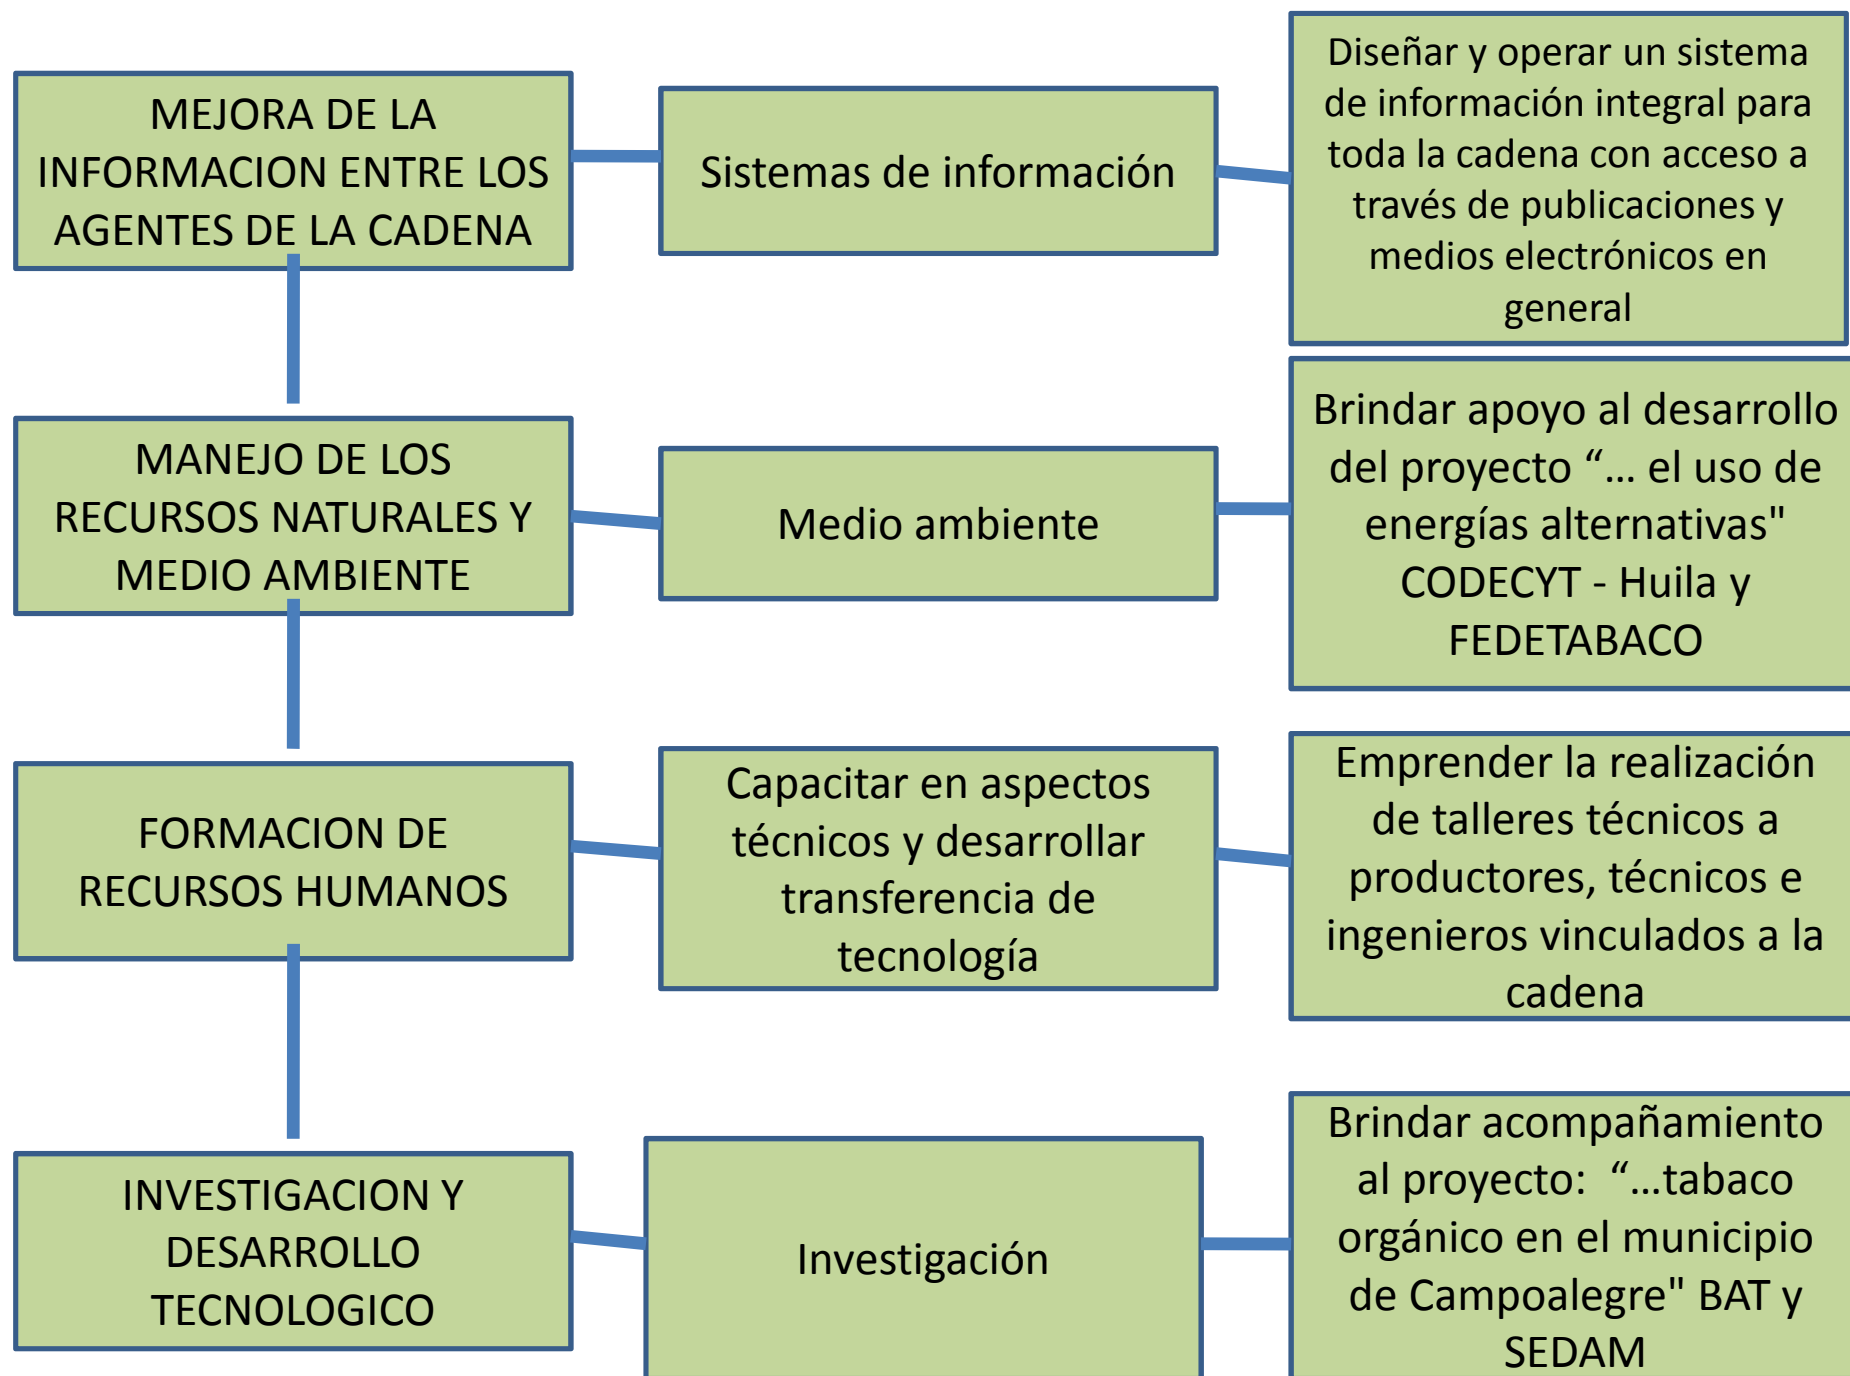 MEJORA DE LA
INFORMACION ENTRE LOS
AGENTES DE LA CADENA
Sistemas de información
Diseñar y operar un sistema
de información integral para
toda la cadena con acceso a
través de publicaciones y
medios electrónicos en
general
MANEJO DE LOS
RECURSOS NATURALES Y
MEDIO AMBIENTE
Medio ambiente
Brindar apoyo al desarrollo
del proyecto “... el uso de
energías alternativas"
CODECYT - Huila y
FEDETABACO
FORMACION DE
RECURSOS HUMANOS
Capacitar en aspectos
técnicos y desarrollar
transferencia de
tecnología
Emprender la realización
de talleres técnicos a
productores, técnicos e
ingenieros vinculados a la
cadena
INVESTIGACION Y
DESARROLLO
TECNOLOGICO
Investigación
Brindar acompañamiento
al proyecto: “...tabaco
orgánico en el municipio
de Campoalegre" BAT y
SEDAM